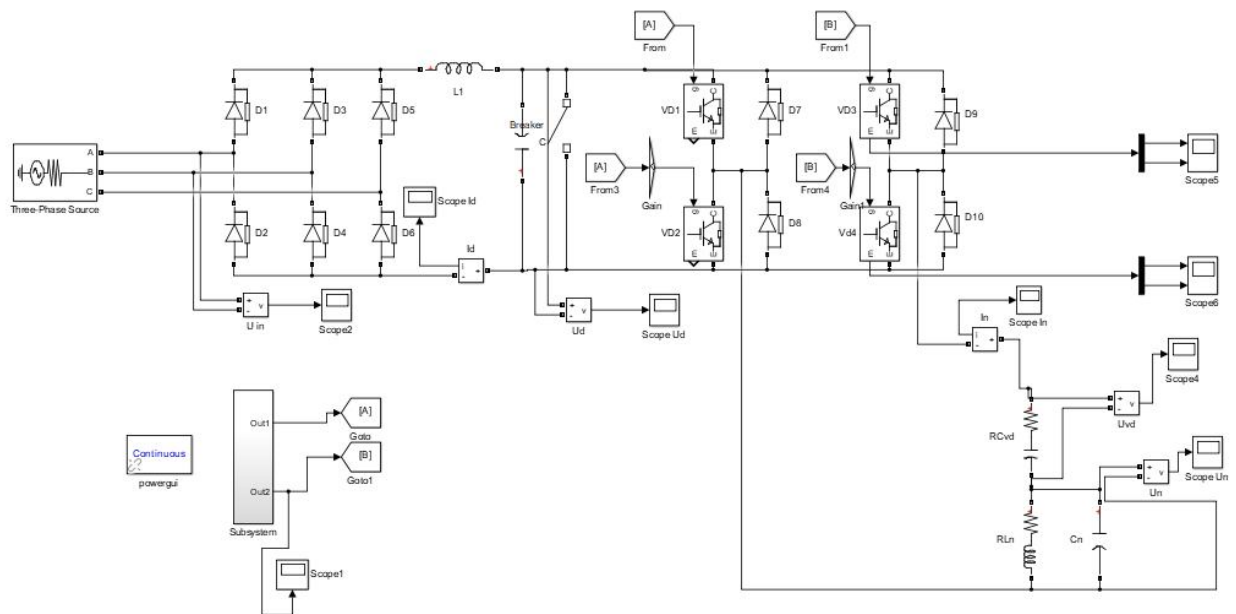 [A]
From
[B]
From1
L1
D1
D3
D5
Breaker
C
VD1
g
C
E
D7
VD3
g
C
E
D9
A
B
C
Three-Phase Source
[A]
From3
Gain
[B]
From4
Gain1
Scope5
Scope Id
D2
D4
D6
Id
i
+
-
VD2
g
C
E
D8
Vd4
g
C
E
D10
Scope6
+
-
v
U in
Scope2
+
-
v
Ud
Scope Ud
In
i
+
-
Scope In
Scope4
+
-
v
Uvd
RCvd
Out1
[A]
Goto
Continuous
powergui
[B]
Goto1
Out2
Subsystem
Scope1
+
-
v
Un
Scope Un
RLn
Cn